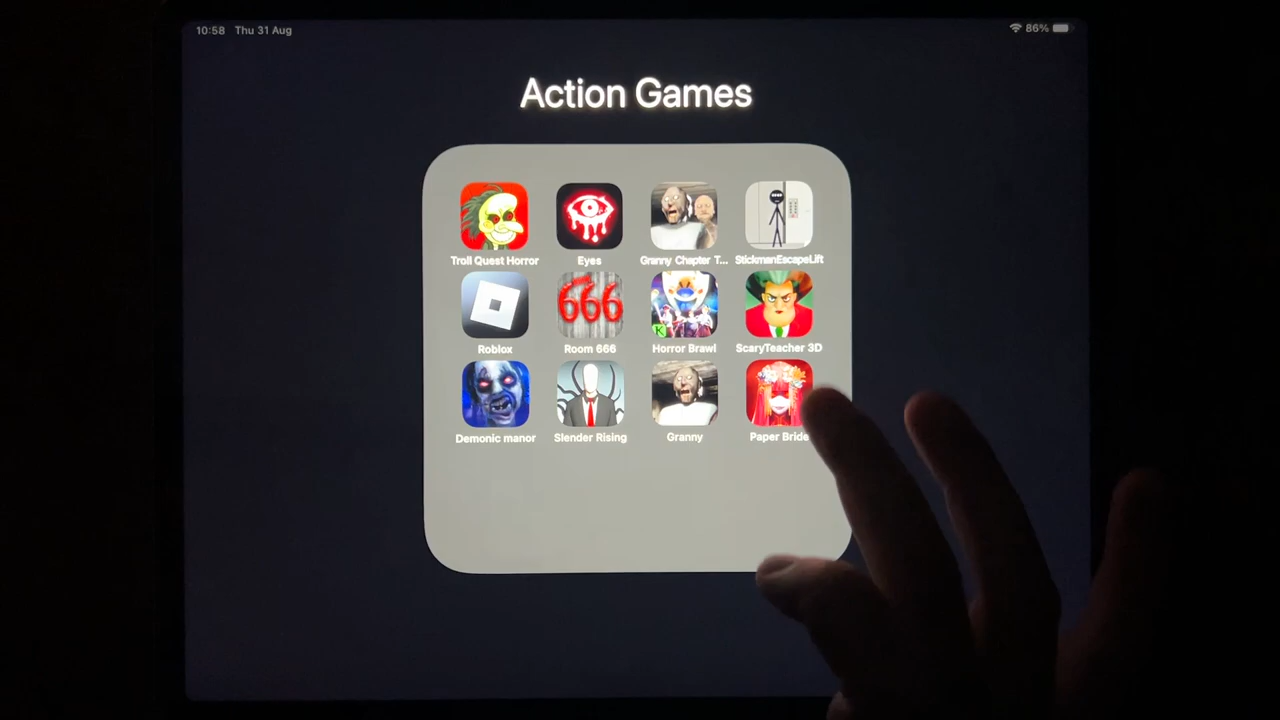 10:58 Thu 31 Aug
86%
Action Games
Troll Quest Horror
Eyes
Granny Chapter T...
StickmanEscapeLift
666
K
Roblox
Room 666
Horror Brawl
ScaryTeacher 3D
Demonic manor
Slender Rising
Granny
Paper Bride